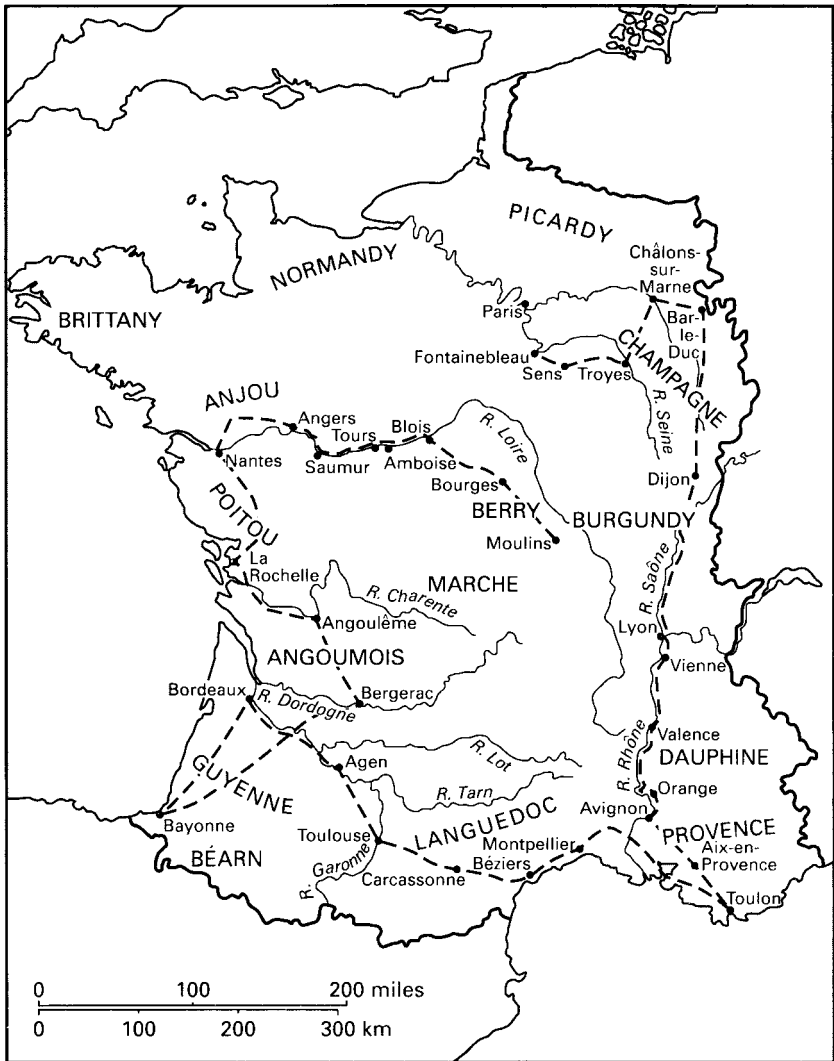 PICARDY
NORMANDY
Châlons-
sur-
Marne
BRITTANY
Paris
Bar-
le-
Duc
CHAMPAGNE
Fontainebleau
Sens
Troyes
R. Seine
ANJOU
Angers
Tours
Blois
R. Loire
Nantes
Saumur
Amboise
Bourges
Dijon
POITOU
BERRY
BURGUNDY
Moulins
La
Rochelle
MARCHE
R. Charente
R. Saône
Angoulême
Lyon
Vienne
ANGOUMOIS
Bordeaux
R. Dordogne
Bergerac
R. Rhône
Valence
DAUPHINE
R. Lot
Agen
GUYENNE
R. Tarn
Orange
Avignon
Bayonne
LANGUEDOC
PROVENCE
Toulouse
Montpellier
Aix-en-
Provence
BÉARN
R. Garonne
Béziers
Carcassonne
Toulon
0 100 200 miles
0 100 200 300 km